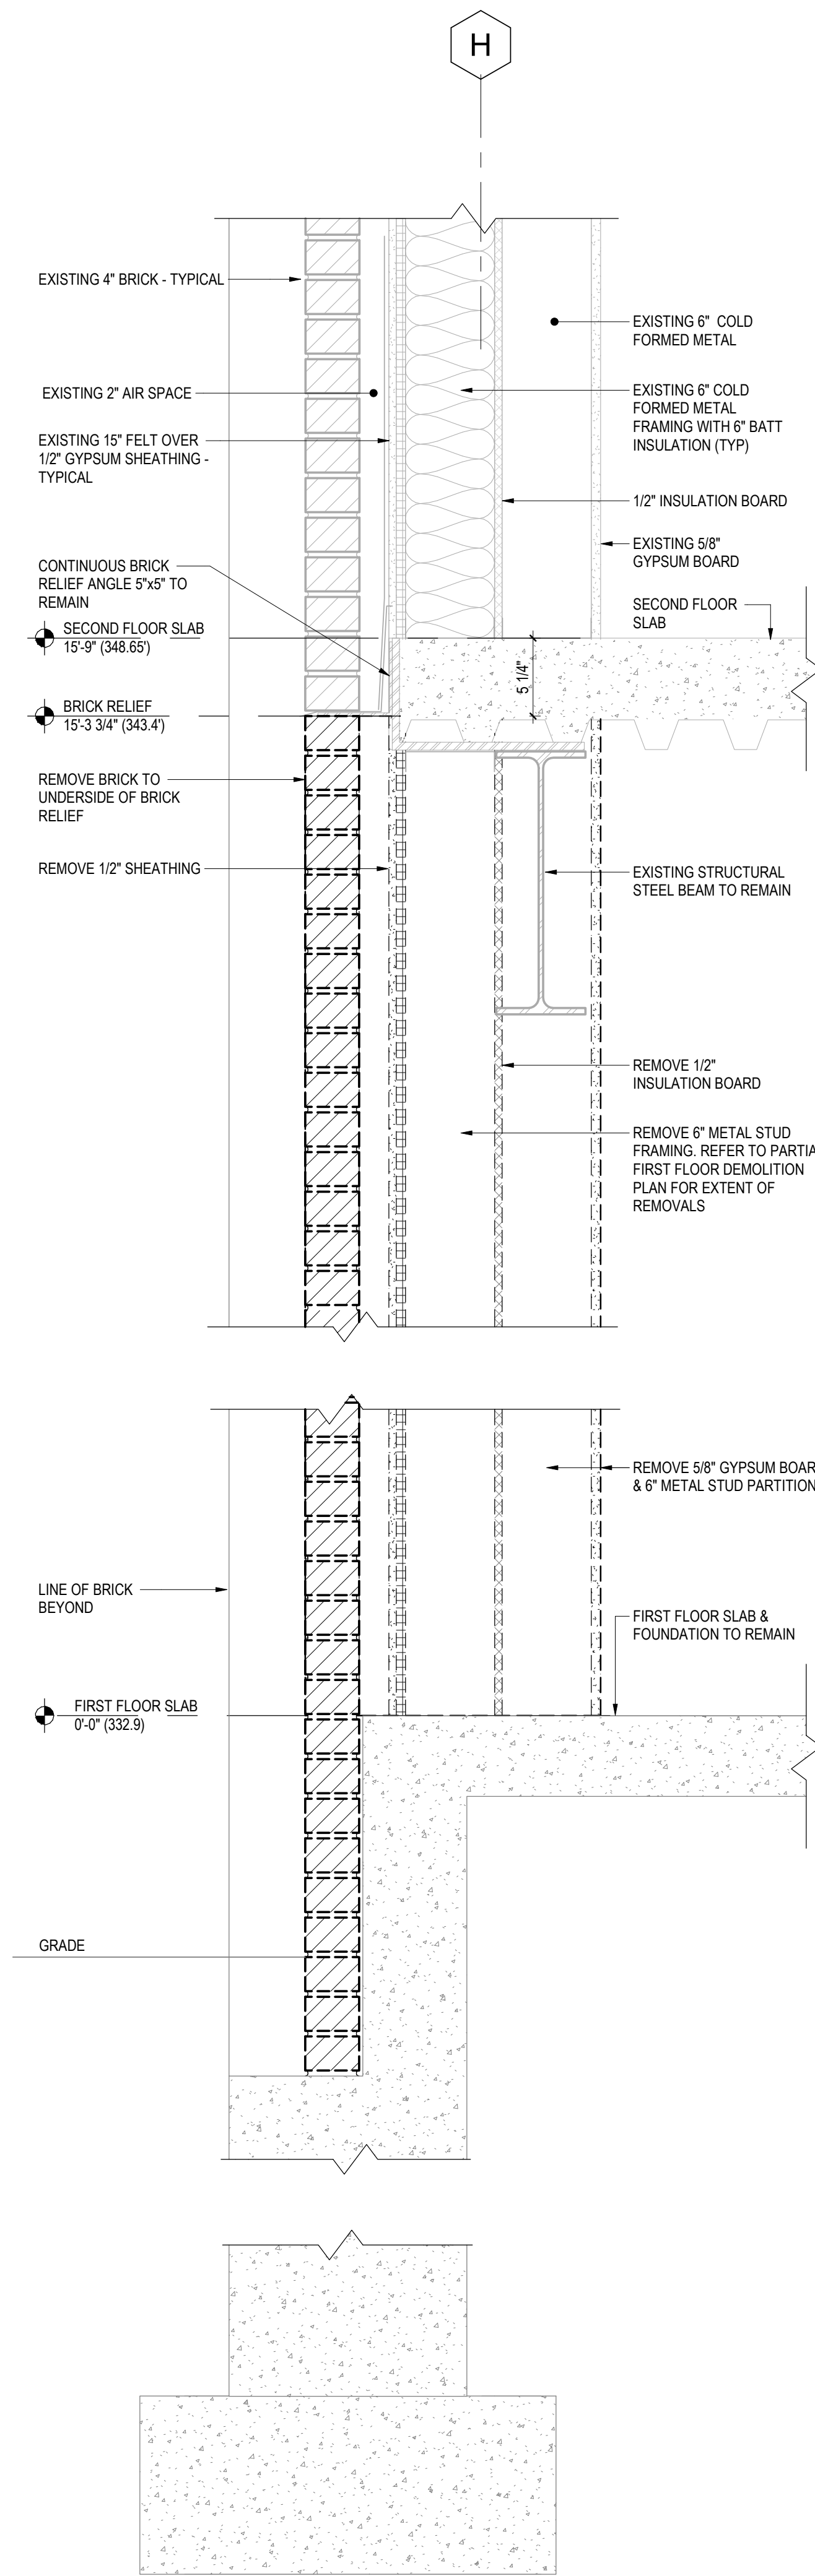 H
EXISTING 4" BRICK - TYPICAL
EXISTING 2" AIR SPACE
EXISTING 15" FELT OVER
1/2" GYPSUM SHEATHING -
TYPICAL
CONTINUOUS BRICK
RELIEF ANGLE 5"x5" TO
REMAIN
SECOND FLOOR SLAB
15'-9" (348.65')
BRICK RELIEF
15'-3 3/4" (343.4')
REMOVE BRICK TO
UNDERSIDE OF BRICK
RELIEF
REMOVE 1/2" SHEATHING
EXISTING 6" COLD
FORMED METAL
EXISTING 6" COLD
FORMED METAL
FRAMING WITH 6" BATT
INSULATION (TYP)
1/2" INSULATION BOARD
EXISTING 5/8"
GYPSUM BOARD
SECOND FLOOR
SLAB
5 1/4"
EXISTING STRUCTURAL
STEEL BEAM TO REMAIN
REMOVE 1/2"
INSULATION BOARD
REMOVE 6" METAL STUD
FRAMING. REFER TO PARTIA
FIRST FLOOR DEMOLITION
PLAN FOR EXTENT OF
REMOVALS
REMOVE 5/8" GYPSUM BOAR
& 6" METAL STUD PARTITION
LINE OF BRICK
BEYOND
FIRST FLOOR SLAB &
FOUNDATION TO REMAIN
FIRST FLOOR SLAB
0'-0" (332.9)
GRADE